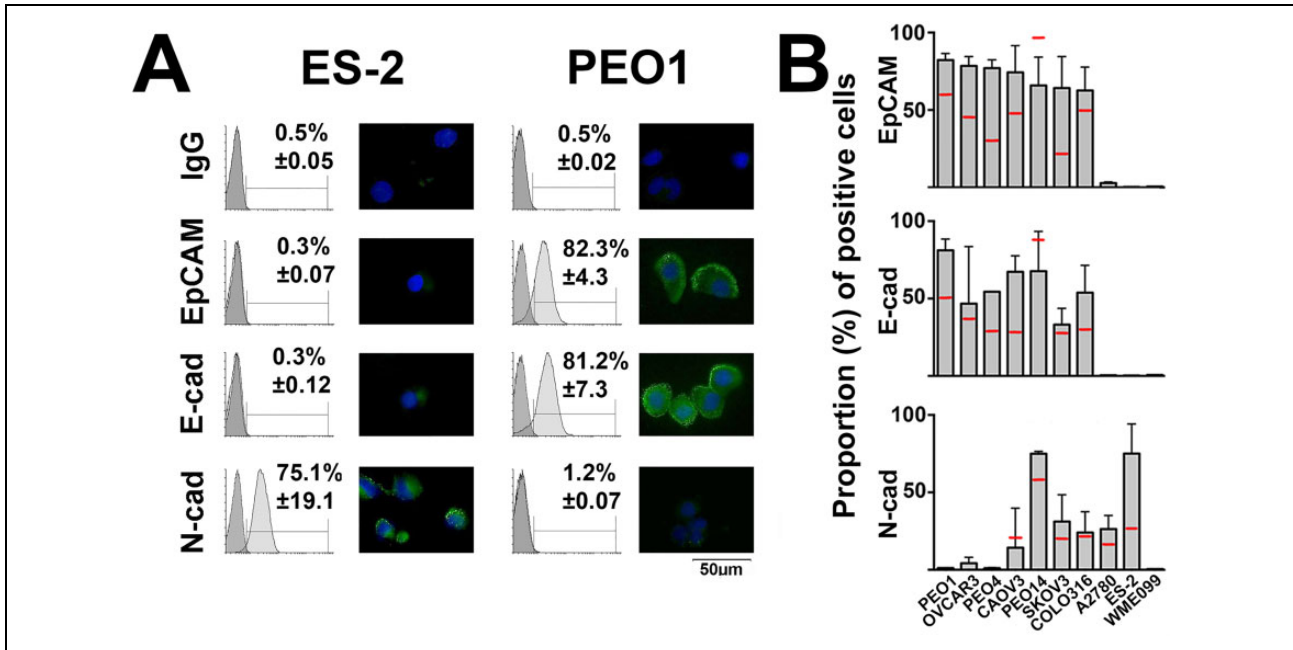 A
ES-2
PEO1
IgG
0.5%
±0.05
0.5%
±0.02
EpCAM
0.3%
±0.07
82.3%
±4.3
E-cad
0.3%
±0.12
81.2%
±7.3
N-cad
75.1%
±19.1
1.2%
±0.07
50µm
B
Proportion (%) of positive cells
EpCAM
100
50
E-cad
100
50
N-cad
100
50
PEO1
OVCAR3
PEO4
CAOV3
PEO14
SKOV3
COLO316
A2780
ES-2
WME099